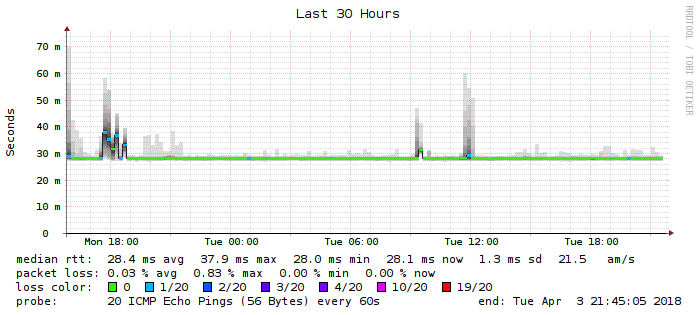 Last 30 Hours
RRDTOOL / TOBI OETIKER
Seconds
70 m
60 m
50 m
40 m
30 m
20 m
10 m
0
Mon 18:00 Tue 00:00 Tue 06:00 Tue 12:00 Tue 18:00
median rtt: 28.4 ms avg 37.9 ms max 28.0 ms min 28.1 ms now 1.3 ms sd 21.5 am/s
packet loss: 0.03 % avg 0.83 % max 0.00 % min 0.00 % now
loss color: 0 1/20 2/20 3/20 4/20 10/20 19/20
probe: 20 ICMP Echo Pings (56 Bytes) every 60s end: Tue Apr 3 21:45:05 2018